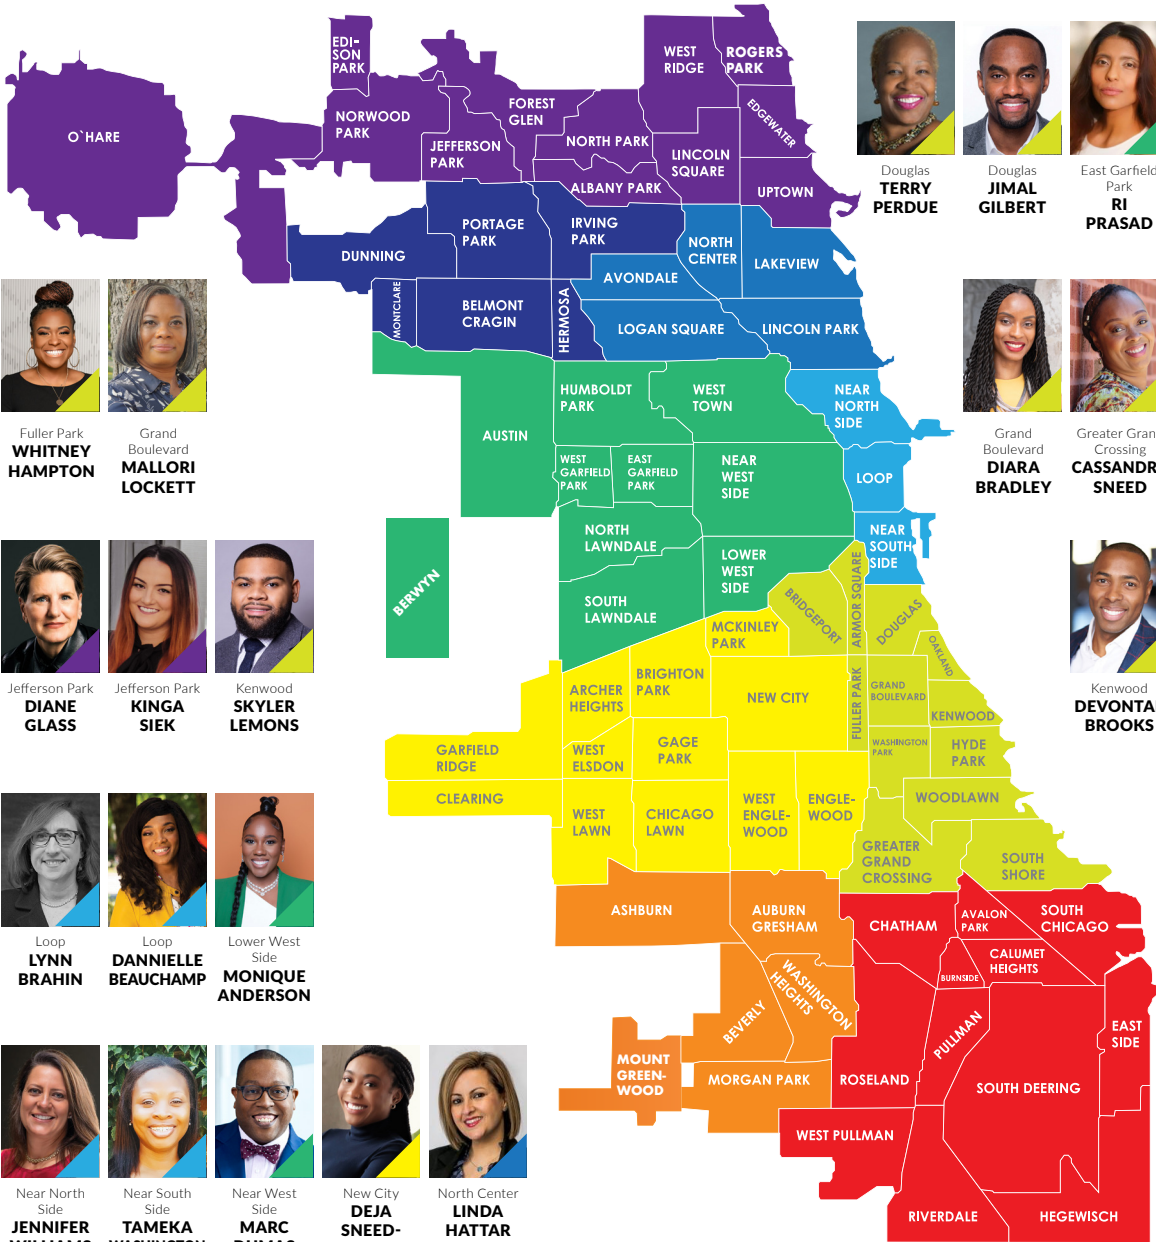 EDI-
SON
PARK
WEST
RIDGE
ROGERS
PARK
O`HARE
NORWOOD
PARK
FOREST
GLEN
EDGEWATER
JEFFERSON
PARK
NORTH PARK
LINCOLN
SQUARE
ALBANY PARK
UPTOWN
PORTAGE
PARK
IRVING
PARK
DUNNING
NORTH
CENTER
LAKEVIEW
AVONDALE
MONTCLARE
BELMONT
CRAGIN
HERMOSA
LOGAN SQUARE
LINCOLN PARK
HUMBOLDT
PARK
WEST
TOWN
NEAR
NORTH
SIDE
AUSTIN
WEST
GARFIELD
PARK
EAST
GARFIELD
PARK
NEAR
WEST
SIDE
LOOP
NORTH
LAWNDALE
NEAR
SOUTH
SIDE
LOWER
WEST
SIDE
BERWYN
SOUTH
LAWNDALE
BRIDGEPORT
ARMOR SQUARE
DOUGLAS
OAKLAND
MCKINLEY
PARK
BRIGHTON
PARK
ARCHER
HEIGHTS
NEW CITY
FULLER PARK
GRAND
BOULEVARD
KENWOOD
GARFIELD
RIDGE
WEST
ELSDON
GAGE
PARK
WASHINGTON
PARK
HYDE
PARK
CLEARING
WEST
LAWN
CHICAGO
LAWN
WEST
ENGLE-
WOOD
ENGLE-
WOOD
WOODLAWN
GREATER
GRAND
CROSSING
SOUTH
SHORE
ASHBURN
AUBURN
GRESHAM
CHATHAM
AVALON
PARK
SOUTH
CHICAGO
CALUMET
HEIGHTS
BURNSIDE
BEVERLY
WASHINGTON
HEIGHTS
PULLMAN
EAST
SIDE
MOUNT
GREEN-
WOOD
MORGAN PARK
ROSELAND
SOUTH DEERING
WEST PULLMAN
RIVERDALE
HEGEWISCH
Douglas
TERRY
PERDUE
Douglas
JIMAL
GILBERT
East Garfield
Park
RI
PRASAD
Fuller Park
WHITNEY
HAMPTON
Grand
Boulevard
MALLORI
LOCKETT
Grand
Boulevard
DIARA
BRADLEY
Greater Gran
Crossing
CASSANDR
SNEED
Jefferson Park
DIANE
GLASS
Jefferson Park
KINGA
SIEK
Kenwood
SKYLER
LEMONS
Kenwood
DEVONTA
BROOKS
Loop
LYNN
BRAHIN
Loop
DANNIELLE
BEAUCHAMP
Lower West
Side
MONIQUE
ANDERSON
Near North
Side
JENNIFER
WILLIAMS
Near South
Side
TAMEKA
WASHINGTON
Near West
Side
MARC
DUMAS
New City
DEJA
SNEED-
North Center
LINDA
HATTAR